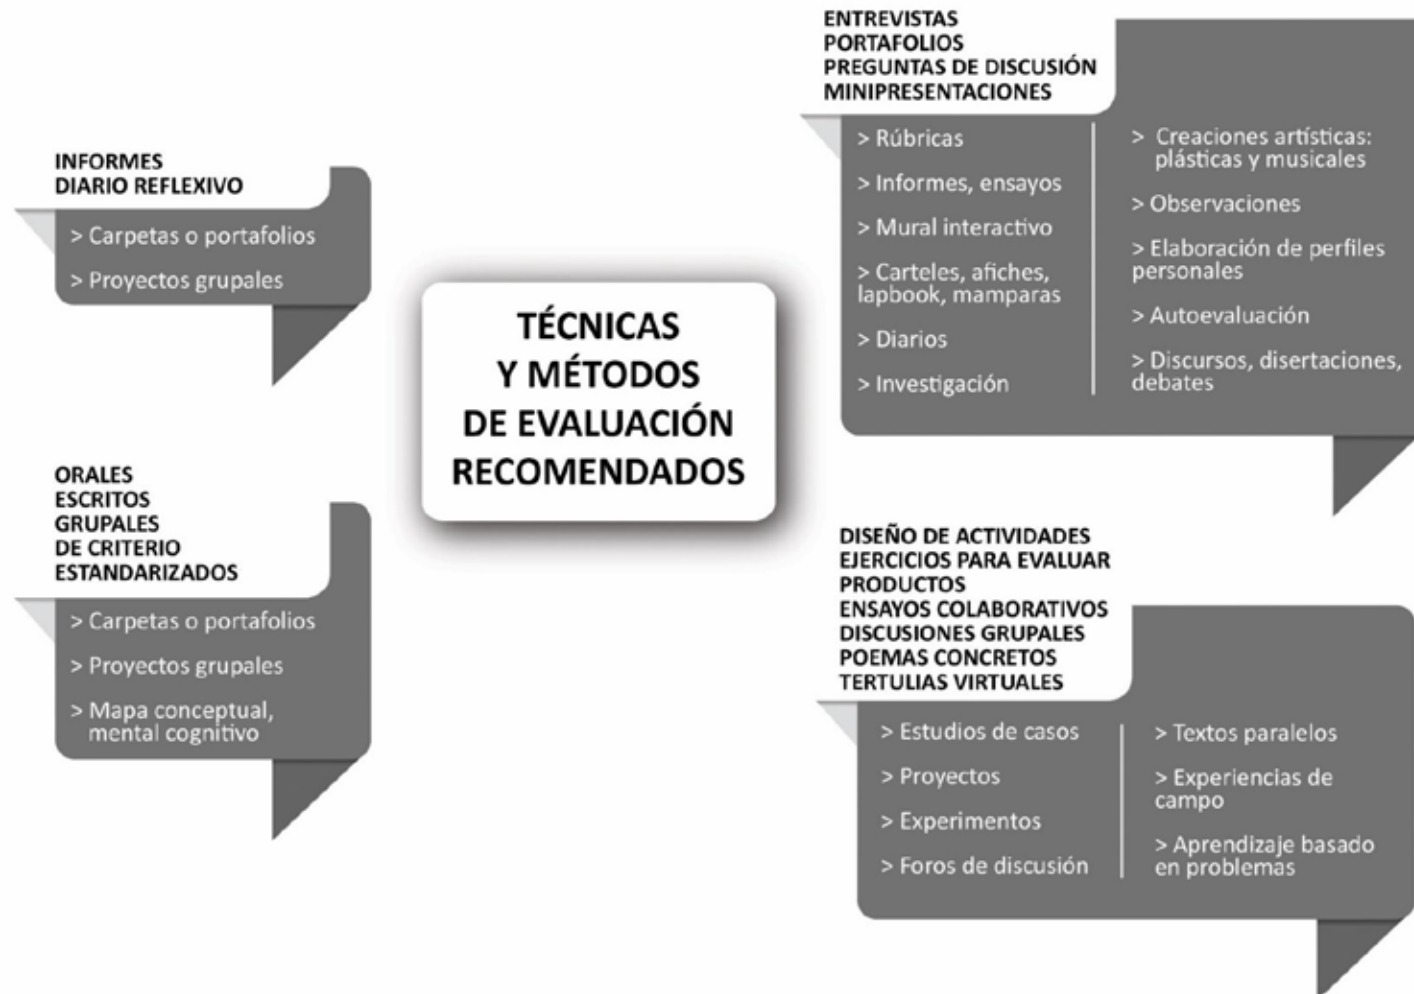 INFORMES
DIARIO REFLEXIVO
> Carpetas o portafolios
> Proyectos grupales
ORALES
ESCRITOS
GRUPALES
DE CRITERIO
ESTANDARIZADOS
> Carpetas o portafolios
> Proyectos grupales
> Mapa conceptual,
mental cognitivo
TÉCNICAS
Y MÉTODOS
DE EVALUACIÓN
RECOMENDADOS
ENTREVISTAS
PORTAFOLIOS
PREGUNTAS DE DISCUSIÓN
MINIPRESENTACIONES
> Rúbricas
> Informes, ensayos
> Mural interactivo
> Carteles, afiches,
lapbook, mamparas
> Diarios
> Investigación
> Creaciones artísticas:
plásticas y musicales
> Observaciones
> Elaboración de perfiles
personales
> Autoevaluación
> Discursos, disertaciones,
debates
DISEÑO DE ACTIVIDADES
EJERCICIOS PARA EVALUAR
PRODUCTOS
ENSAYOS COLABORATIVOS
DISCUSIONES GRUPALES
POEMAS CONCRETOS
TERTULIAS VIRTUALES
> Estudios de casos
> Proyectos
> Experimentos
> Foros de discusión
> Textos paralelos
> Experiencias de
campo
> Aprendizaje basado
en problemas